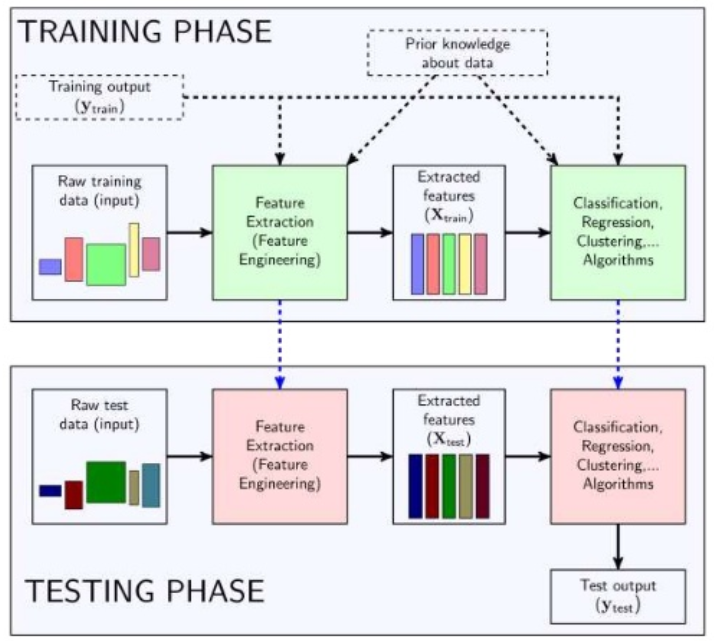 TRAINING PHASE
Prior knowledge
about data
Training output
(y_train)
Raw training
data (input)
Feature
Extraction
(Feature
Engineering)
Extracted
features
(X_train)
Classification,
Regression,
Clustering,...
Algorithms
Raw test
data (input)
Feature
Extraction
(Feature
Engineering)
Extracted
features
(X_test)
Classification,
Regression,
Clustering,...
Algorithms
TESTING PHASE
Test output
(y_test)